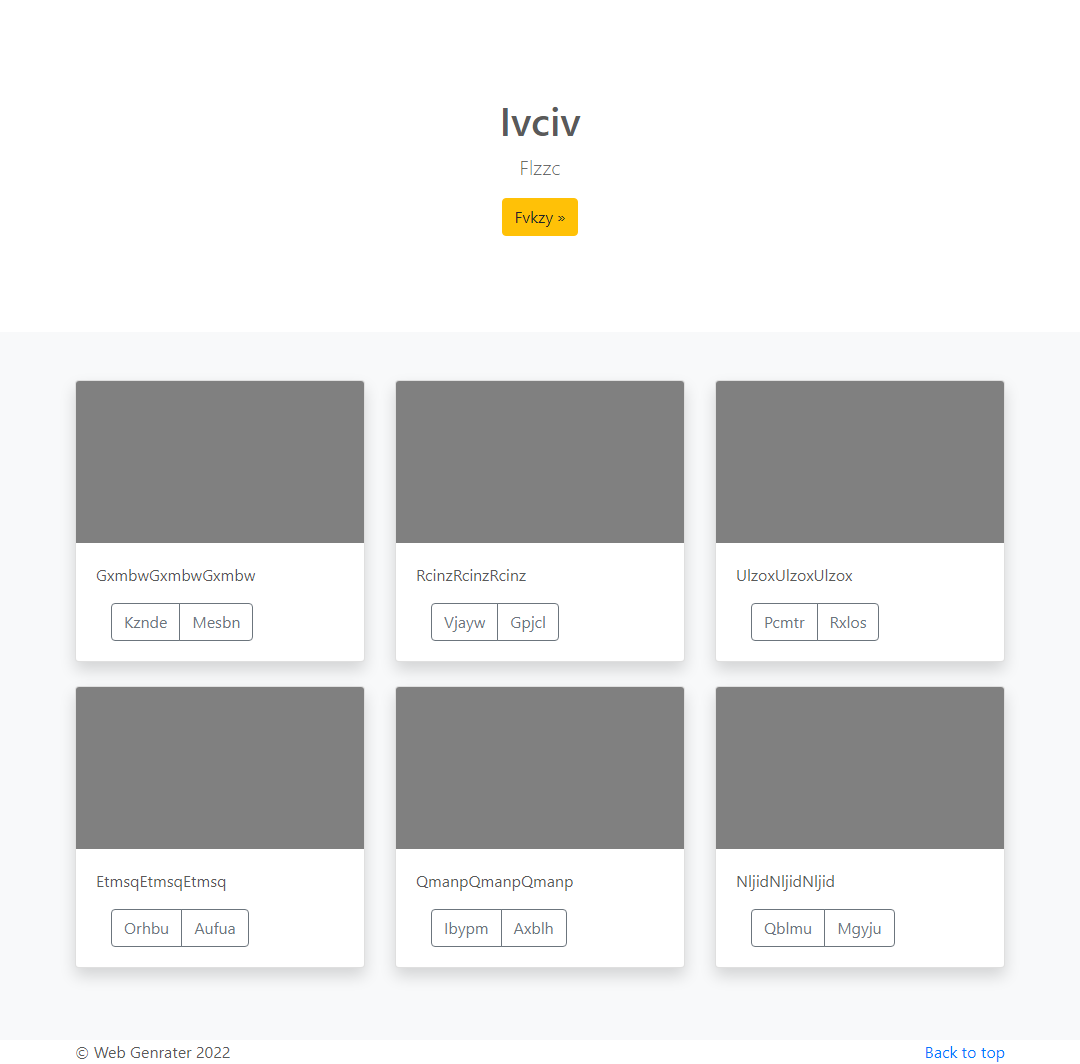 Ivciv
Flzzc
Fvkzy »
GxmbwGxmbwGxmbw
RcinzRcinzRcinz
UlzoxUlzoxUlzox
Kznde Mesbn
Vjayw Gpjcl
Pcmtr Rxlos
EtmsqEtmsqEtmsq
QmanpQmanpQmanp
NljidNljidNljid
Orhbu Aufua
Ibypm Axblh
Qblmu Mgyju
© Web Genrater 2022
Back to top